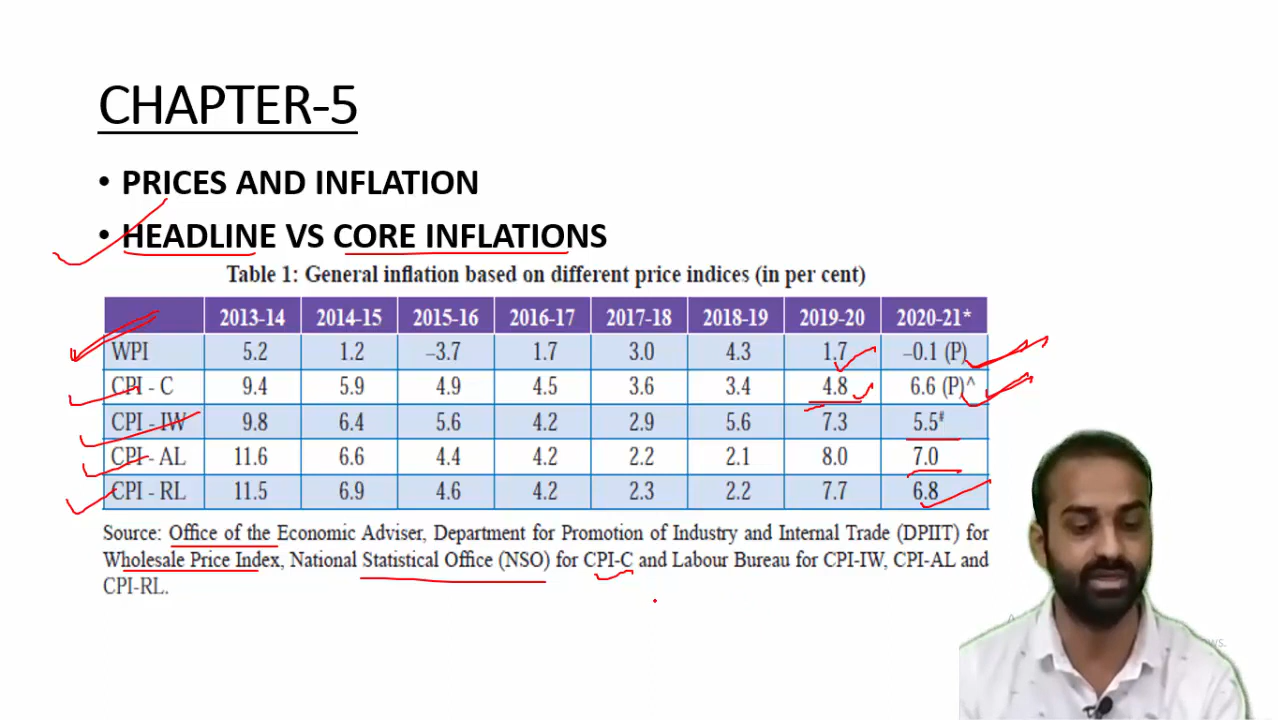 CHAPTER-5
• PRICES AND INFLATION
• HEADLINE VS CORE INFLATIONS
Table 1: General inflation based on different price indices (in per cent)
2013-14 2014-15 2015-16 2016-17 2017-18 2018-19 2019-20 2020-21*
WPI 5.2 1.2 –3.7 1.7 3.0 4.3 1.7 –0.1 (P)
CPI - C 9.4 5.9 4.9 4.5 3.6 3.4 4.8 6.6 (P)^
CPI - IW 9.8 6.4 5.6 4.2 2.9 5.6 7.3 5.5#
CPI - AL 11.6 6.6 4.4 4.2 2.2 2.1 8.0 7.0
CPI - RL 11.5 6.9 4.6 4.2 2.3 2.2 7.7 6.8
Source: Office of the Economic Adviser, Department for Promotion of Industry and Internal Trade (DPIIT) for
Wholesale Price Index, National Statistical Office (NSO) for CPI-C and Labour Bureau for CPI-IW, CPI-AL and
CPI-RL.